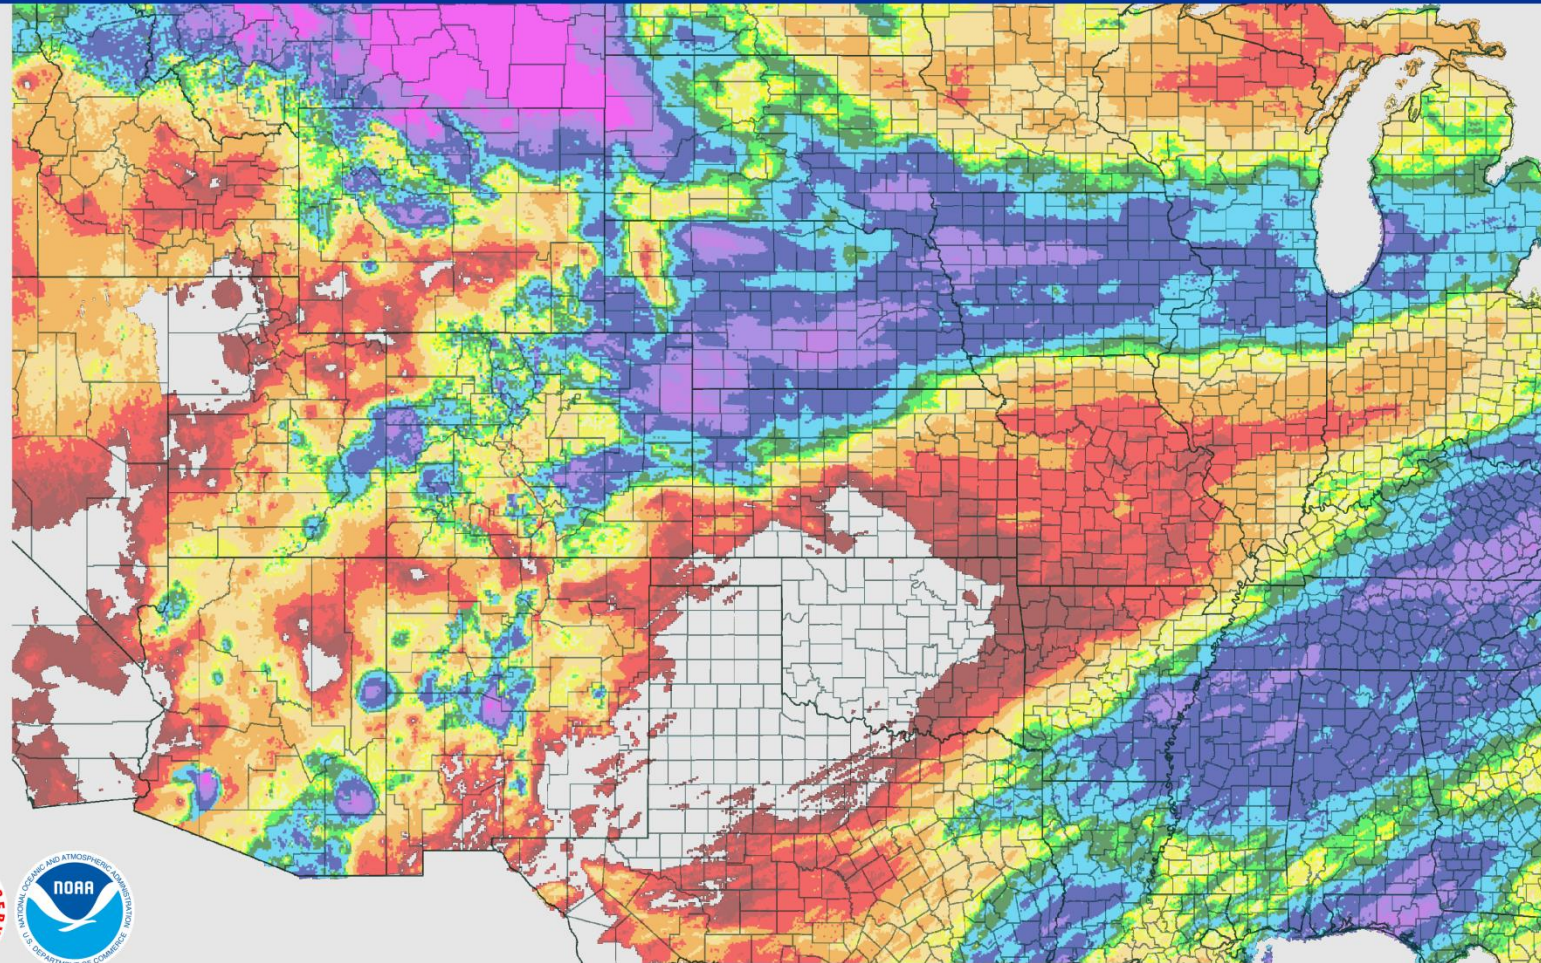 NATIONAL OCEANIC AND ATMOSPHERIC ADMINISTRATION
NOAA
U.S. DEPARTMENT OF COMMERCE